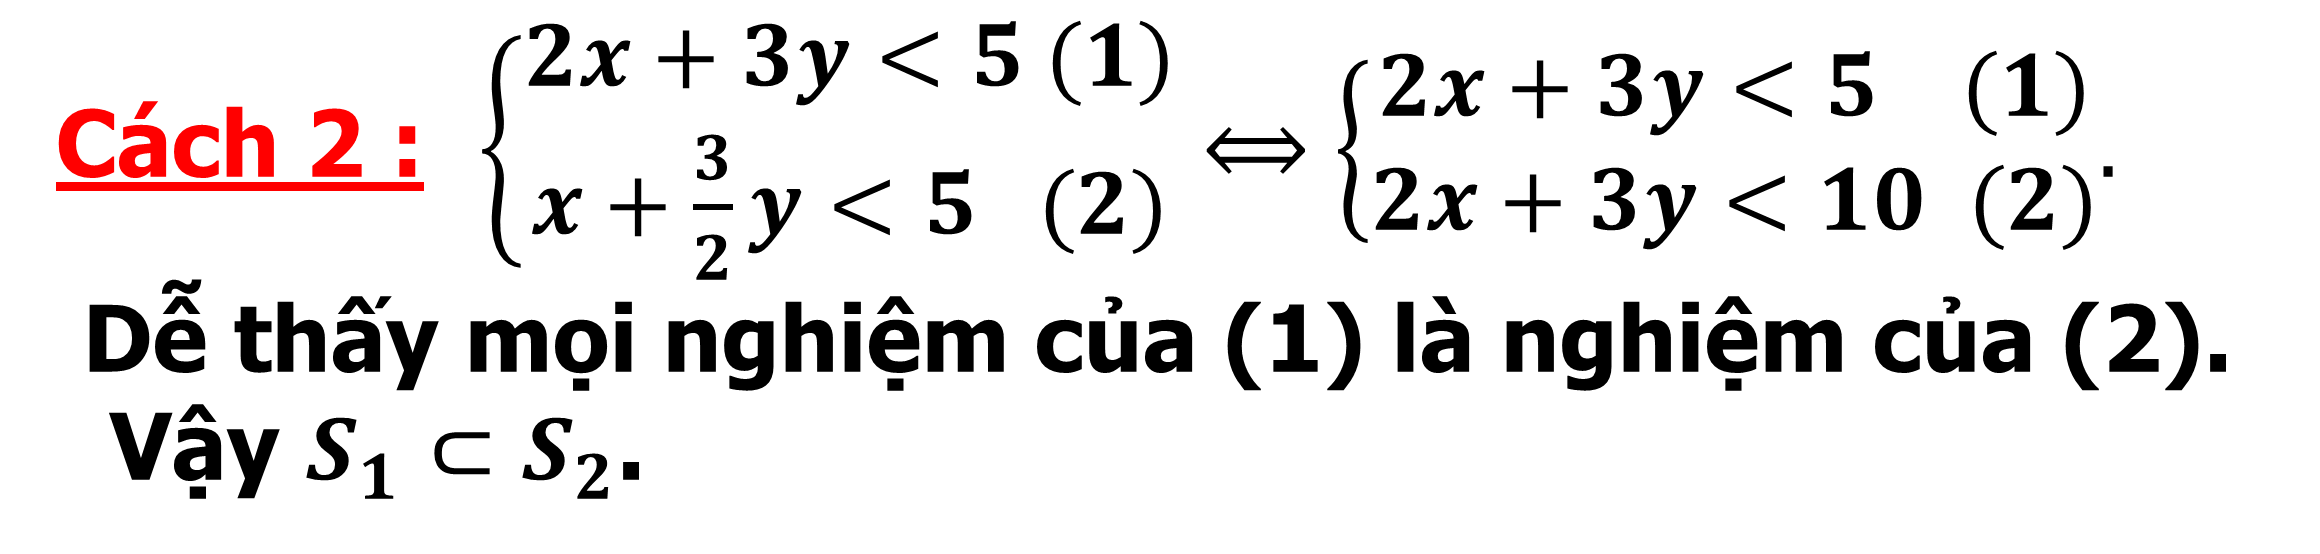 Cách 2 : {2x + 3y < 5 (1) x + 3/2 y < 5 (2) ⟺ {2x + 3y < 5 (1) 2x + 3y < 10 (2).
Dễ thấy mọi nghiệm của (1) là nghiệm của (2).
Vậy S₁ ⊂ S₂.